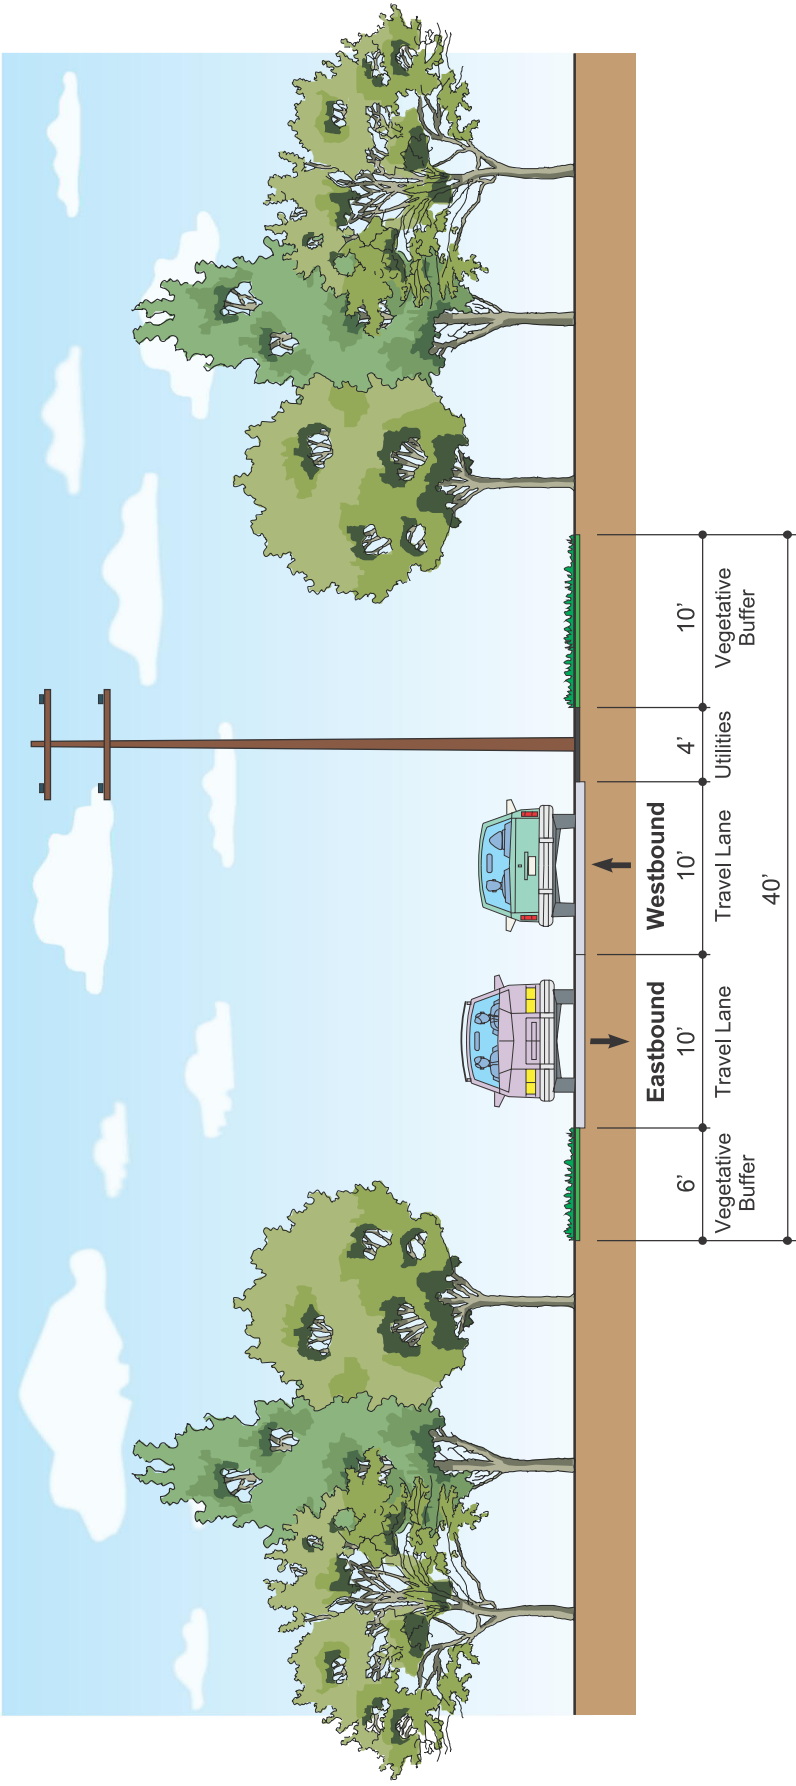 Eastbound
Westbound
6’
10’
10’
4’
10’
Vegetative
Buffer
Travel Lane
Travel Lane
Utilities
Vegetative
Buffer
40’